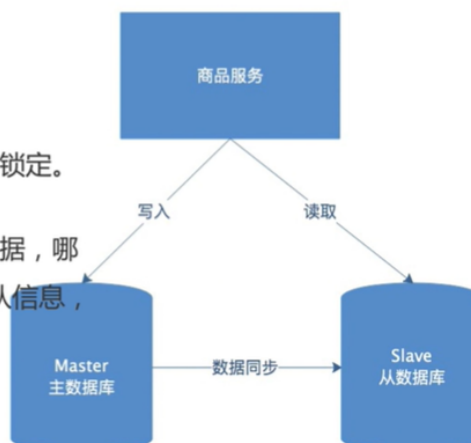 商品服务
锁定。
写入
读取
据，哪
认信息，
Master
主数据库
数据同步
Slave
从数据库